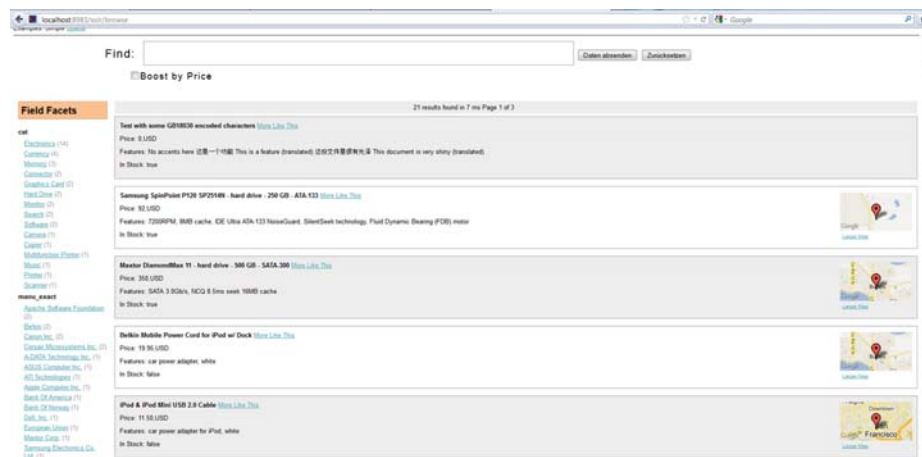 localhost:8983/solr/browse
Google
Examples: Simple Spatial
Find:
Daten absenden
Zurücksetzen
Boost by Price
Field Facets
21 results found in 7 ms Page 1 of 3
cat
Electronics (14)
Currency (4)
Memory (3)
Connector (2)
Graphics Card (2)
Hard Drive (2)
Monitor (2)
Search (2)
Software (2)
Camera (1)
Copier (1)
Multifunction Printer (1)
Music (1)
Printer (1)
Scanner (1)
manu_exact
Apache Software Foundation
(2)
Belkin (2)
Canon Inc. (2)
Corsair Microsystems Inc. (2)
A-DATA Technology Inc. (1)
ASUS Computer Inc. (1)
ATI Technologies (1)
Apple Computer Inc. (1)
Bank Of America (1)
Bank Of Norway (1)
Dell, Inc. (1)
European Union (1)
Maxtor Corp. (1)
Samsung Electronics Co.
Ltd. (1)
Test with some GB18030 encoded characters More Like This
Price: 0,USD
Features: No accents here 这是一个功能 This is a feature (translated) 这份文件是很有光泽 This document is very shiny (translated)
In Stock: true
Samsung SpinPoint P120 SP2514N - hard drive - 250 GB - ATA-133 More Like This
Price: 92,USD
Features: 7200RPM, 8MB cache, IDE Ultra ATA-133 NoiseGuard, SilentSeek technology, Fluid Dynamic Bearing (FDB) motor
In Stock: true
Google
Larger Map
Maxtor DiamondMax 11 - hard drive - 500 GB - SATA-300 More Like This
Price: 350,USD
Features: SATA 3.0Gb/s, NCQ 8.5ms seek 16MB cache
In Stock: true
Google
Larger Map
Belkin Mobile Power Cord for iPod w/ Dock More Like This
Price: 19.95,USD
Features: car power adapter, white
In Stock: false
Google
Larger Map
iPod & iPod Mini USB 2.0 Cable More Like This
Price: 11.50,USD
Features: car power adapter for iPod, white
In Stock: false
Downtown
Francisco
Google
Larger Map